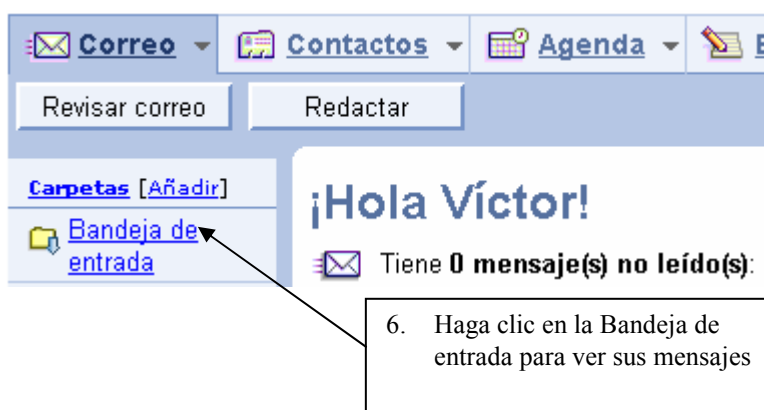 Correo Contactos Agenda
Revisar correo Redactar
Carpetas [Añadir]
Bandeja de
entrada
¡Hola Víctor!
Tiene 0 mensaje(s) no leído(s):
6. Haga clic en la Bandeja de
entrada para ver sus mensajes